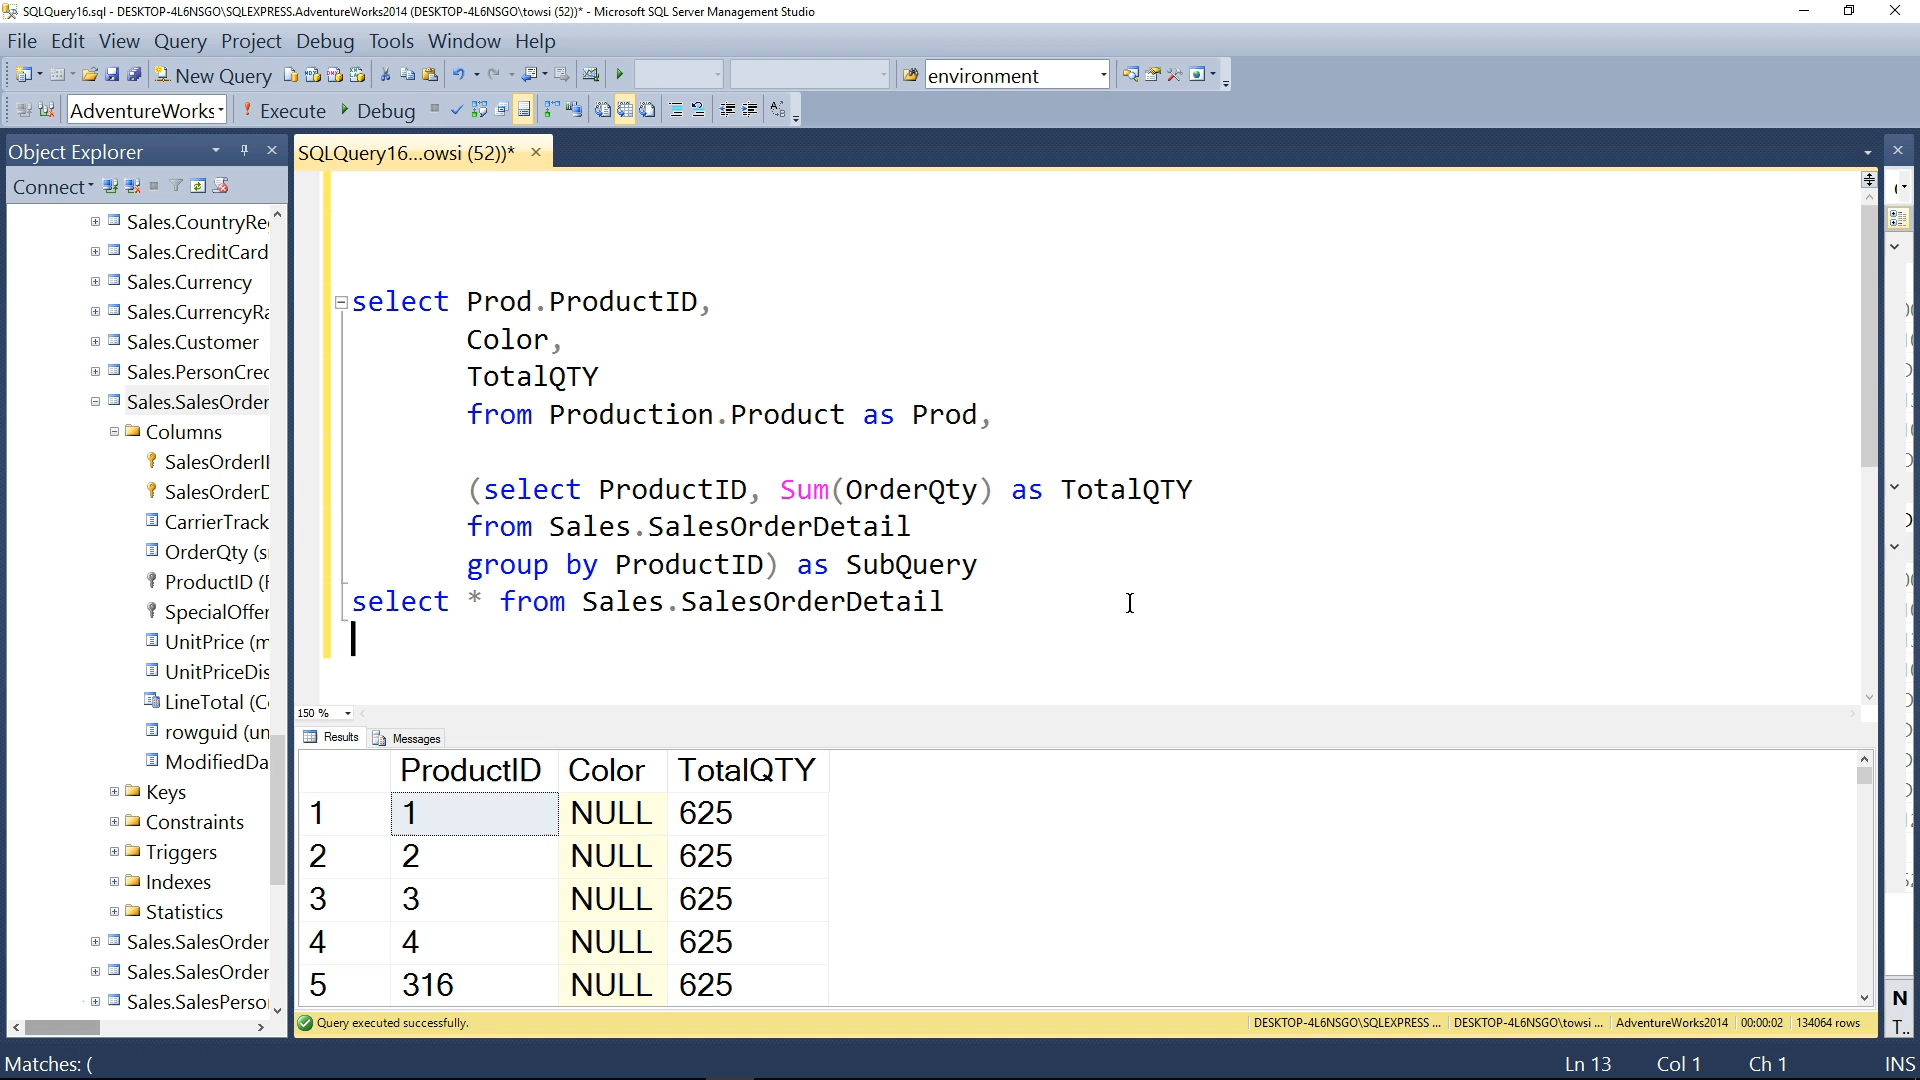 SQLQuery16.sql - DESKTOP-4L6NSGO\SQLEXPRESS.AdventureWorks2014 (DESKTOP-4L6NSGO\towsi (52))* - Microsoft SQL Server Management Studio
File Edit View Query Project Debug Tools Window Help
New Query environment
AdventureWorks Execute Debug
Object Explorer
SQLQuery16...owsi (52))*
Connect
Sales.CountryRe
Sales.CreditCard
Sales.Currency
Sales.CurrencyRa
Sales.Customer
Sales.PersonCred
Sales.SalesOrder
Columns
SalesOrderI
SalesOrderD
CarrierTrack
OrderQty (s
ProductID (F
SpecialOffer
UnitPrice (m
UnitPriceDis
LineTotal (C
rowguid (un
ModifiedDa
Keys
Constraints
Triggers
Indexes
Statistics
Sales.SalesOrder
Sales.SalesOrder
Sales.SalesPerso
select Prod.ProductID,
Color,
TotalQTY
from Production.Product as Prod,
(select ProductID, Sum(OrderQty) as TotalQTY
from Sales.SalesOrderDetail
group by ProductID) as SubQuery
select * from Sales.SalesOrderDetail
150 %
Results Messages
ProductID Color TotalQTY
1 1 NULL 625
2 2 NULL 625
3 3 NULL 625
4 4 NULL 625
5 316 NULL 625
Query executed successfully. DESKTOP-4L6NSGO\SQLEXPRESS ... DESKTOP-4L6NSGO\towsi ... AdventureWorks2014 00:00:02 134064 rows
N
T..
Matches: ( Ln 13 Col 1 Ch 1 INS